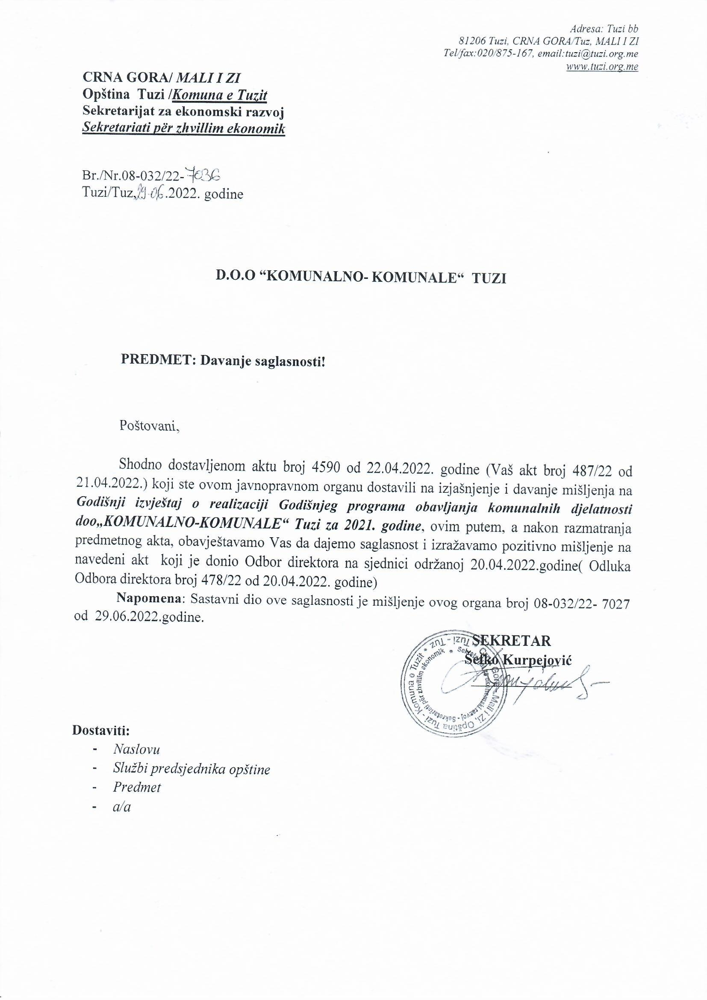 Adresa: Tuzi bb
81206 Tuzi, CRNA GORA/Tuz, MALI I ZI
Tel/fax:020/875-167, email:tuzi@tuzi.org.me
www.tuzi.org.me
CRNA GORA/ MALI I ZI
Opština Tuzi /Komuna e Tuzit
Sekretarijat za ekonomski razvoj
Sekretariati për zhvillim ekonomik
Br./Nr.08-032/22-7036
Tuzi/Tuz,29.06.2022. godine
D.O.O “KOMUNALNO- KOMUNALE“ TUZI
PREDMET: Davanje saglasnosti!
Poštovani,
Shodno dostavljenom aktu broj 4590 od 22.04.2022. godine (Vaš akt broj 487/22 od
21.04.2022.) koji ste ovom javnopravnom organu dostavili na izjašnjenje i davanje mišljenja na
Godišnji izvještaj o realizaciji Godišnjeg programa obavljanja komunalnih djelatnosti
doo„KOMUNALNO-KOMUNALE“ Tuzi za 2021. godine, ovim putem, a nakon razmatranja
predmetnog akta, obavještavamo Vas da dajemo saglasnost i izražavamo pozitivno mišljenje na
navedeni akt koji je donio Odbor direktora na sjednici održanoj 20.04.2022.godine( Odluka
Odbora direktora broj 478/22 od 20.04.2022. godine)
Napomena: Sastavni dio ove saglasnosti je mišljenje ovog organa broj 08-032/22- 7027
od 29.06.2022.godine.
SEKRETAR
Sefko Kurpejović
Crna Gora - Mali i Zi, Opština Tuzi - Komuna e Tuzit * Tuzi - Tuz *
Sekretarijat za ekonomski razvoj - Sekretariati për zhvillim ekonomik *
Dostaviti:
- Naslovu
- Službi predsjednika opštine
- Predmet
- a/a